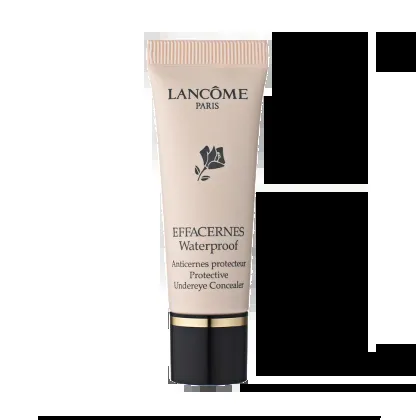 LANCÔME
PARIS
EFFACERNES
Waterproof
Anticernes protecteur
Protective
Undereye Concealer